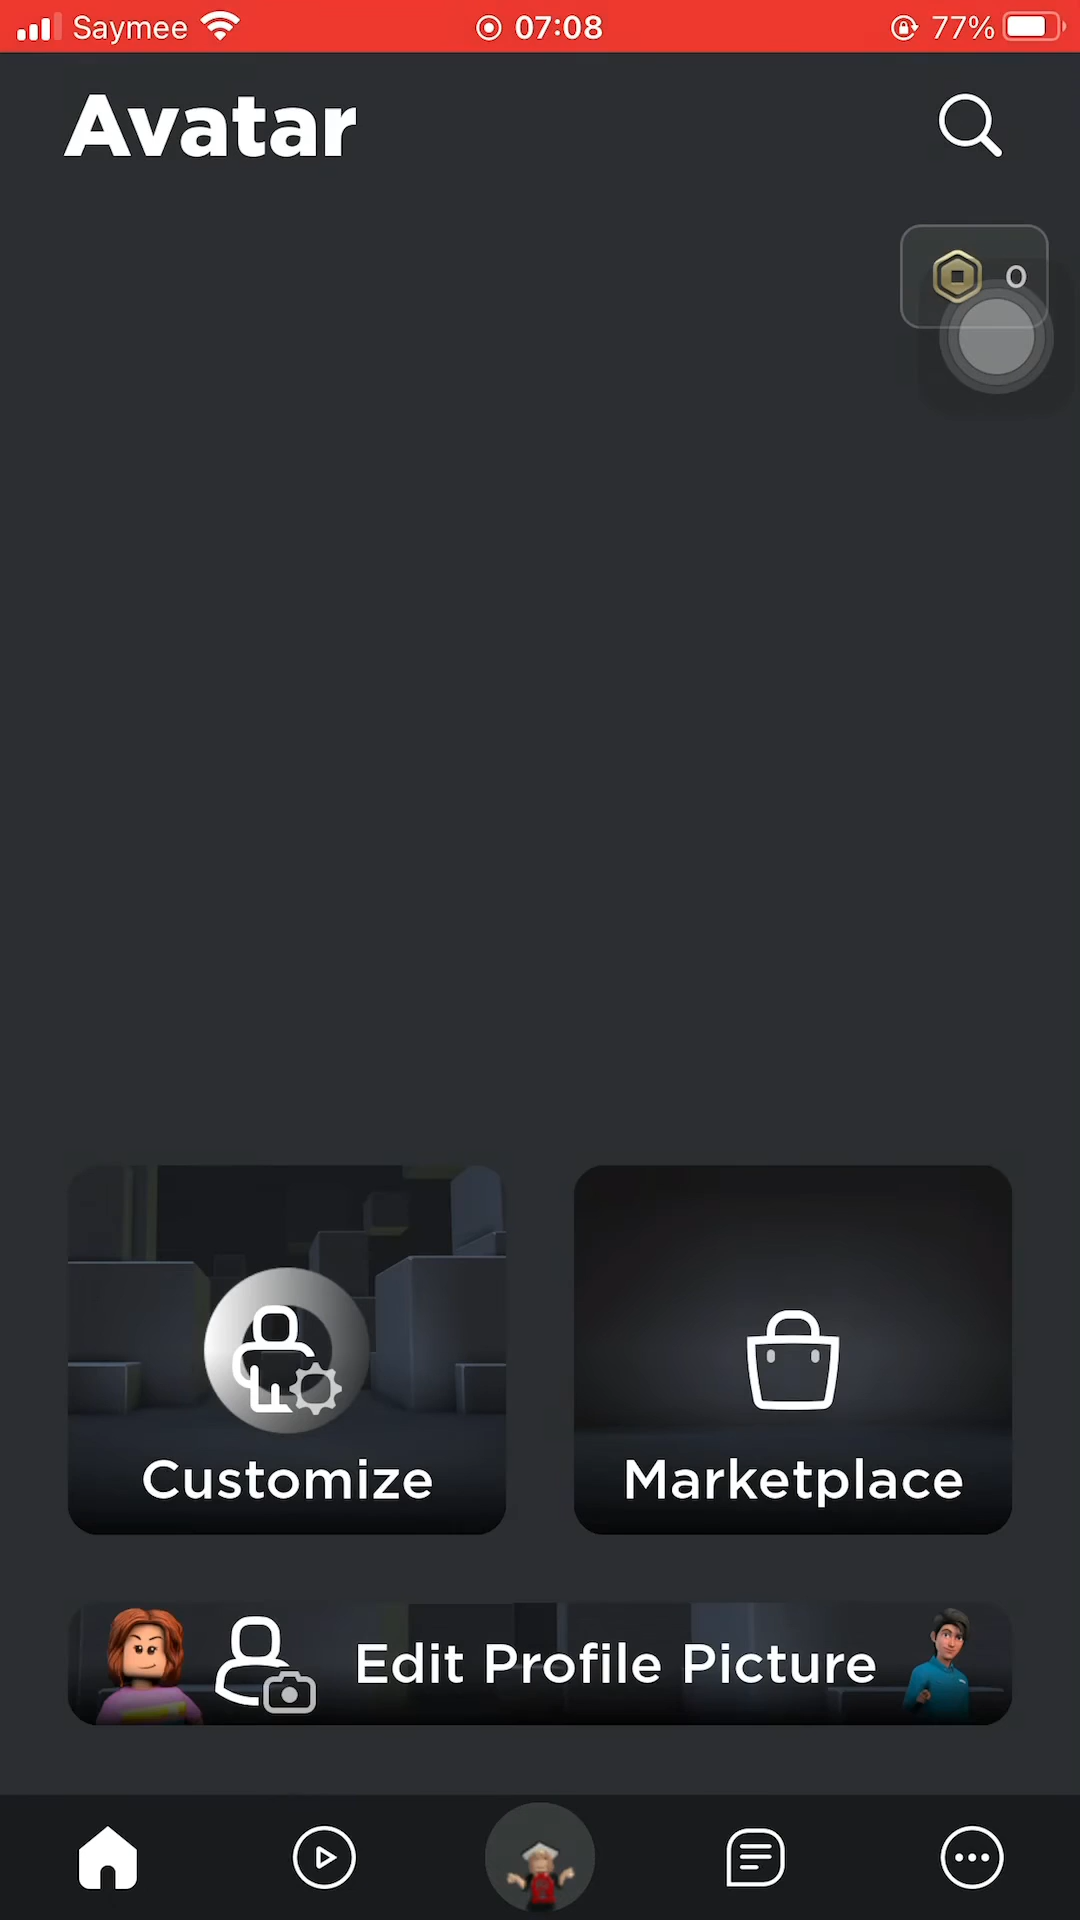 Saymee 07:08 77%
Avatar
0
Customize
Marketplace
Edit Profile Picture